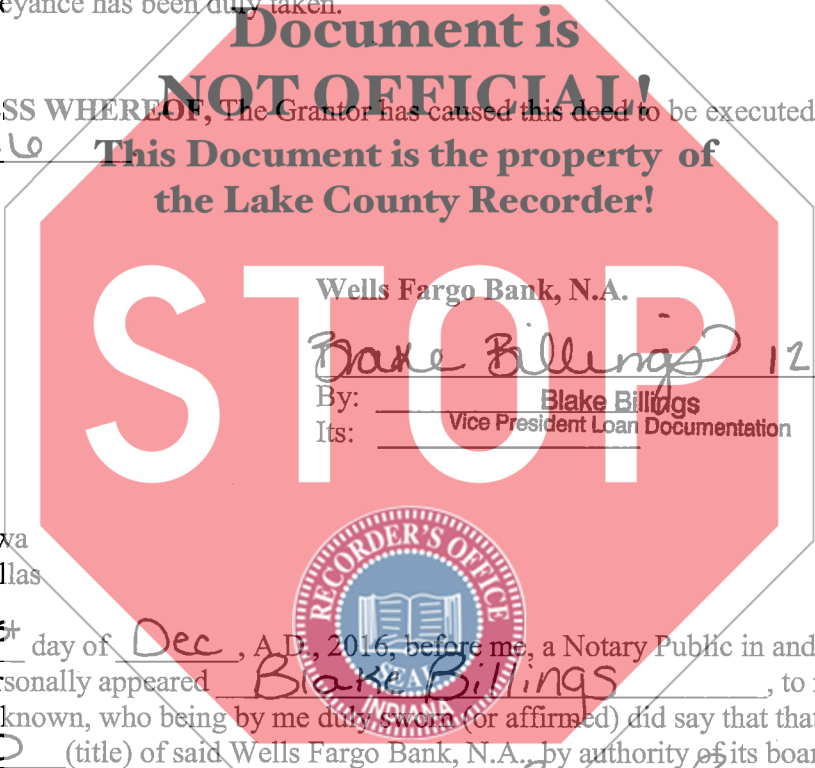 eyance has been duly taken.
Document is
NOT OFFICIAL!
SS WHEREOF, The Grantor has caused this deed to be executed
6
This Document is the property of
the Lake County Recorder!
STOP
Wells Fargo Bank, N.A.
Blake Billings 12
By: Blake Billings
Its: Vice President Loan Documentation
wa
llas
RECORDER'S OFFICE
SEAL
INDIANA
st day of Dec, A.D., 2016, before me, a Notary Public in and
rsonally appeared Blake Billings, to
known, who being by me duly sworn (or affirmed) did say that that
(title) of said Wells Fargo Bank, N.A., by authority of its boar